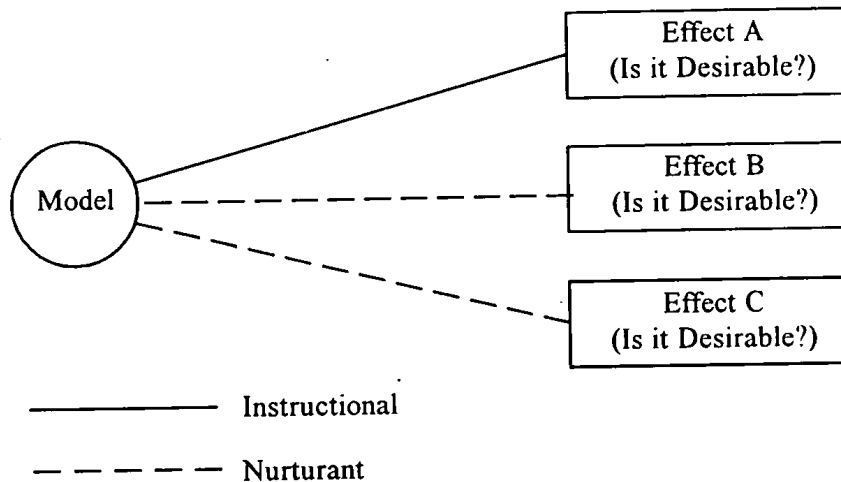 Effect A
(Is it Desirable?)
Model
Effect B
(Is it Desirable?)
Effect C
(Is it Desirable?)
Instructional
Nurturant